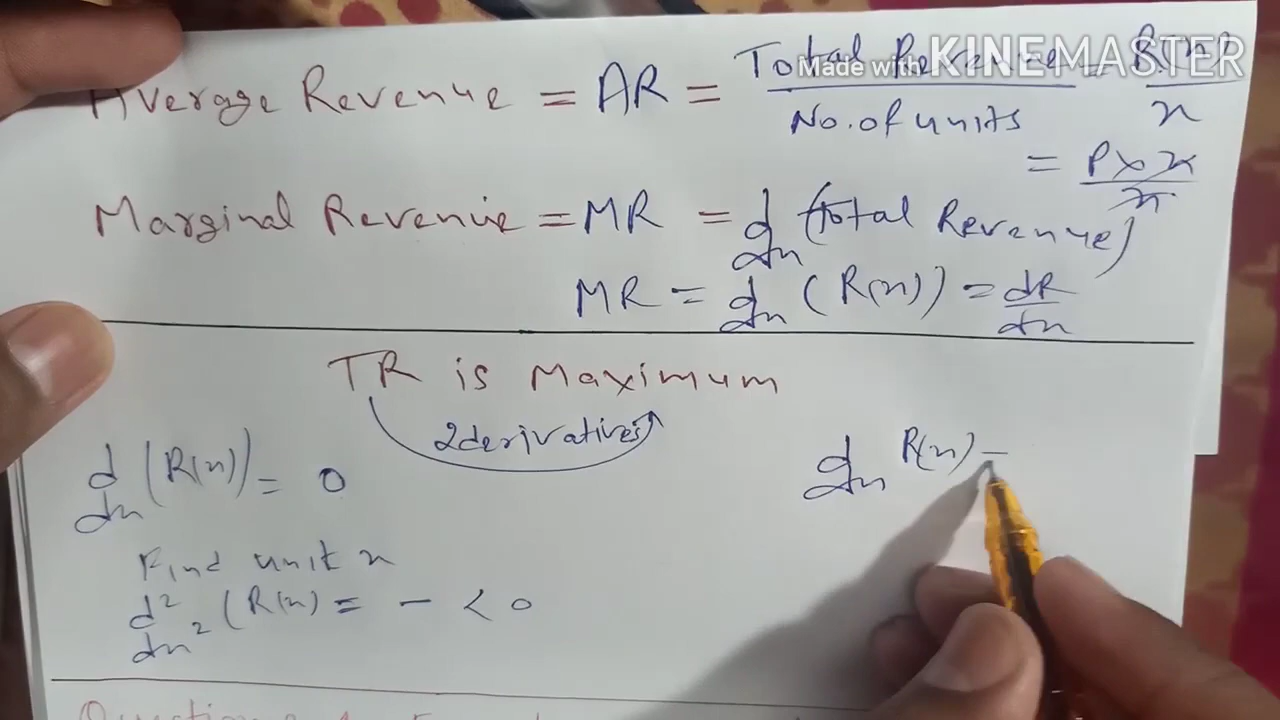 Average Revenue = AR = Total Revenue / No. of units = R(x) / x
= P × x / x
Marginal Revenue = MR = d/dx (Total Revenue)
MR = d/dx (R(x)) = dR/dx
Made with KINEMASTER
TR is Maximum
2 derivatives
d/dx (R(x)) = 0
d/dx R(x) =
Find unit x
d²/dx² (R(x) = - < 0